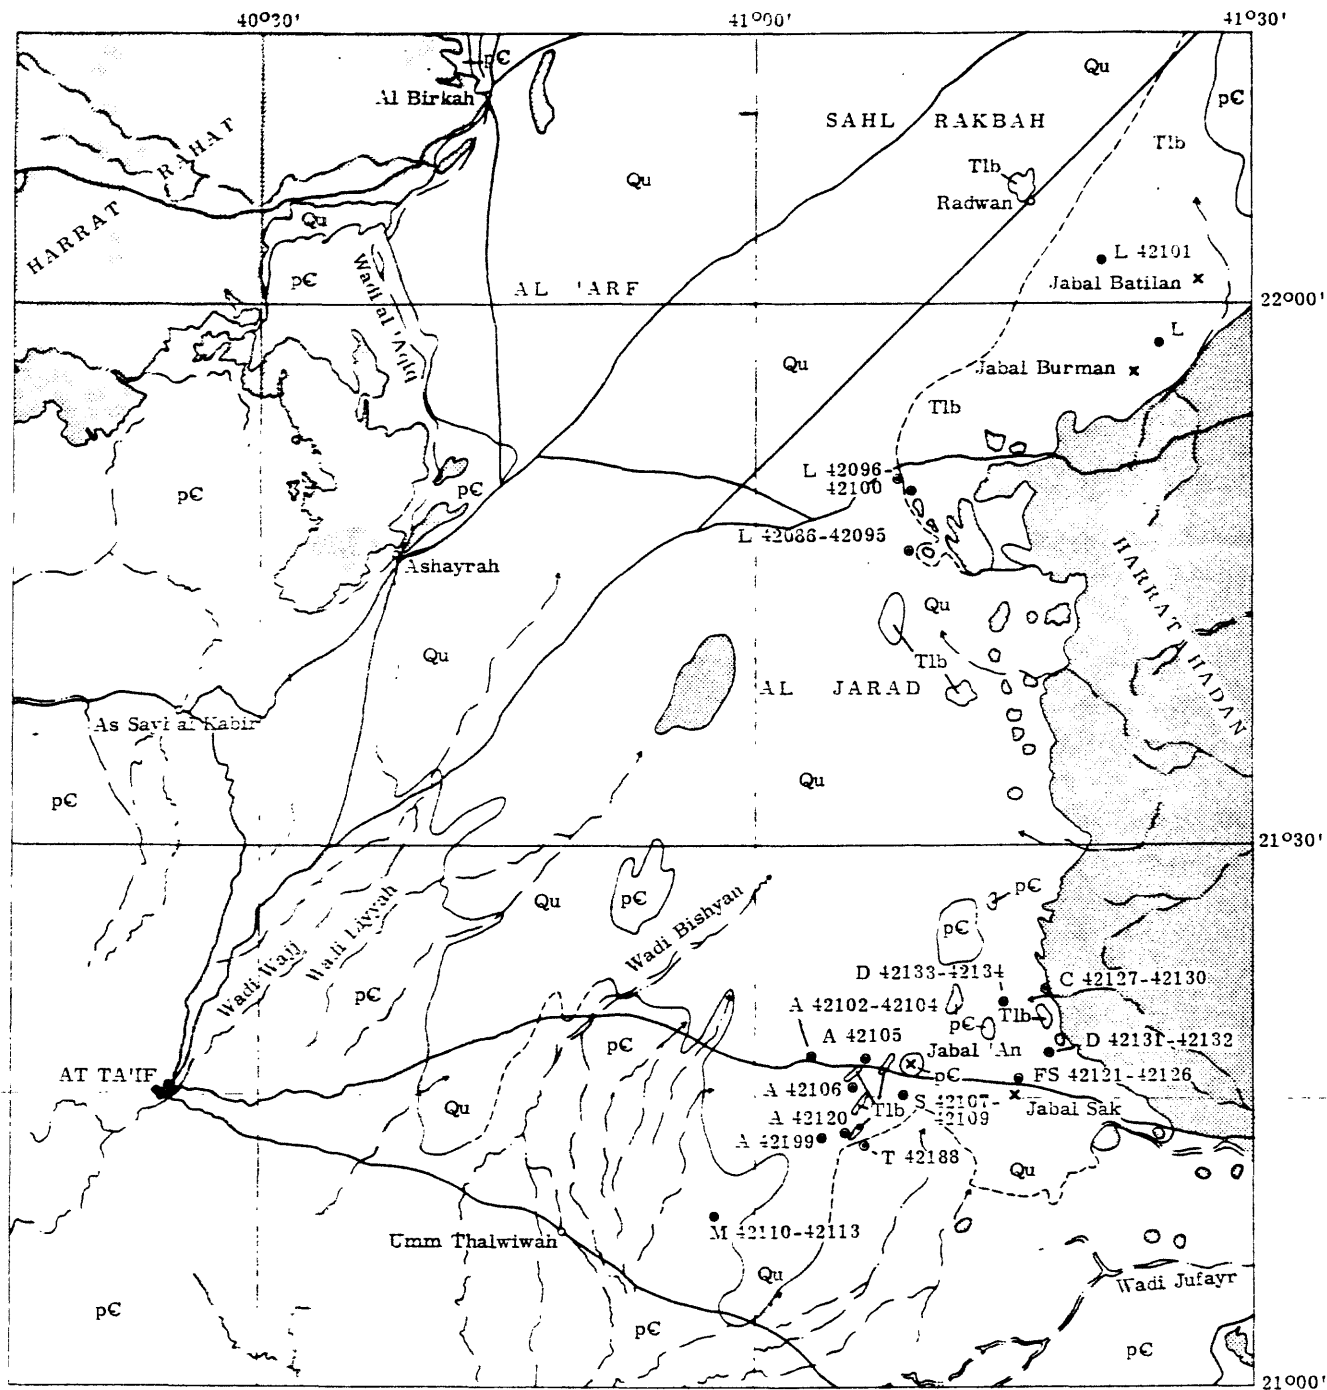 40°30'
41°00'
41°30'
pЄ
Qu
Al Birkah
pЄ
SAHL RAKBAH
HARRAT RAHAT
Tlb
Tlb
Qu
Radwan
Qu
L 42101
pЄ
Wadi al 'Aqiq
AL 'ARF
Jabal Batilan
22°00'
L
Qu
Jabal Burman
Tlb
L 42096-
42100
pЄ
pЄ
L 42086-42095
Ashayrah
HARRAT HADAN
Qu
Qu
Tlb
AL JARAD
As Sayl al Kabir
Qu
pЄ
21°30'
pЄ
Qu
pЄ
pЄ
Wadi Bishyan
Wadi Liyyah
Wadi Wajj
D 42133-42134
C 42127-42130
pЄ
A 42102-42104
Tlb
pЄ
A 42105
pЄ
Jabal 'An
D 42131-42132
AT TA'IF
pЄ
FS 42121-42126
A 42106
Tlb
S 42107-
42109
Jabal Sak
Qu
A 42120
A 42199
T 42188
Qu
M 42110-42113
Umm Thalwiwah
Qu
Wadi Jufayr
pЄ
pЄ
pЄ
21°00'